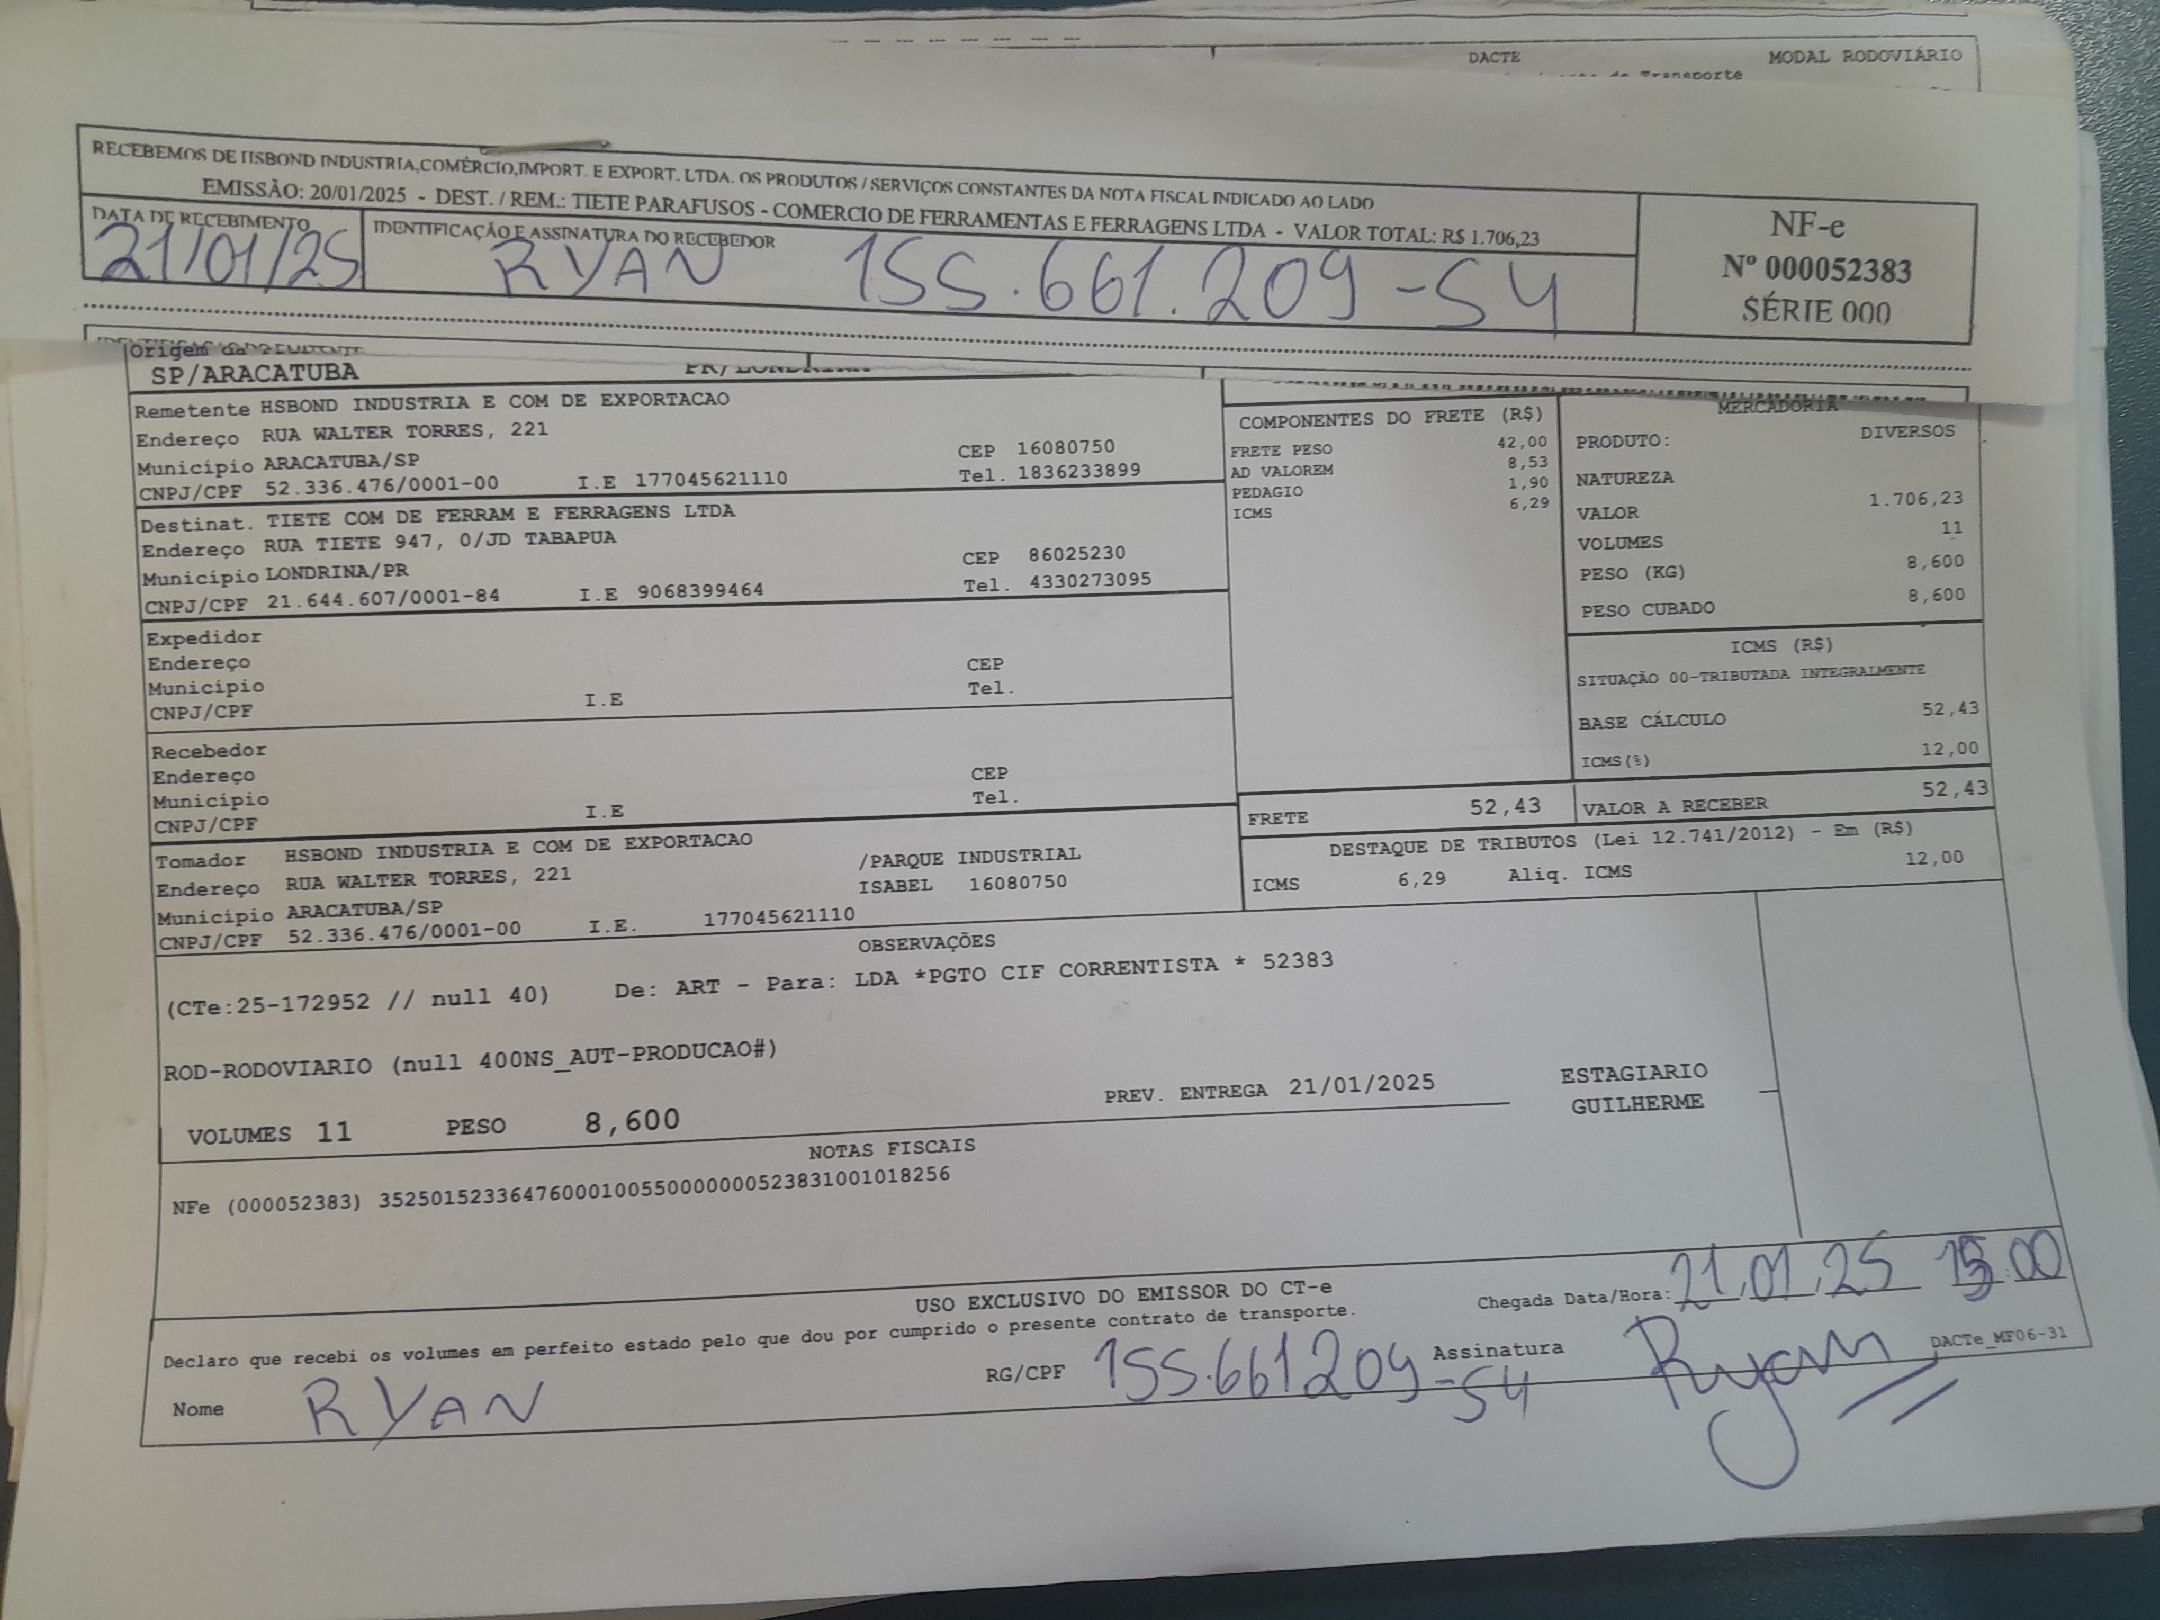 DACTE MODAL RODOVIÁRIO
de Transporte
RECEBEMOS DE HSBOND INDUSTRIA,COMÉRCIO,IMPORT. E EXPORT. LTDA. OS PRODUTOS / SERVIÇOS CONSTANTES DA NOTA FISCAL INDICADO AO LADO
EMISSÃO: 20/01/2025 - DEST. / REM.: TIETE PARAFUSOS - COMERCIO DE FERRAMENTAS E FERRAGENS LTDA - VALOR TOTAL: R$ 1.706,23
DATA DE RECEBIMENTO
21/01/25
IDENTIFICAÇÃO E ASSINATURA DO RECEBEDOR
RYAN 155.661.209-54
NF-e
Nº 000052383
SÉRIE 000
Origem da
SP/ARACATUBA PR/LONDRINA
Remetente HSBOND INDUSTRIA E COM DE EXPORTACAO
Endereço RUA WALTER TORRES, 221
Município ARACATUBA/SP CEP 16080750
CNPJ/CPF 52.336.476/0001-00 I.E 177045621110 Tel. 1836233899
Destinat. TIETE COM DE FERRAM E FERRAGENS LTDA
Endereço RUA TIETE 947, 0/JD TABAPUA
Município LONDRINA/PR CEP 86025230
CNPJ/CPF 21.644.607/0001-84 I.E 9068399464 Tel. 4330273095
Expedidor
Endereço
Município CEP
CNPJ/CPF I.E Tel.
Recebedor
Endereço
Município CEP
CNPJ/CPF I.E Tel.
Tomador HSBOND INDUSTRIA E COM DE EXPORTACAO
Endereço RUA WALTER TORRES, 221 /PARQUE INDUSTRIAL
Município ARACATUBA/SP ISABEL 16080750
CNPJ/CPF 52.336.476/0001-00 I.E. 177045621110
COMPONENTES DO FRETE (R$)
FRETE PESO 42,00
AD VALOREM 8,53
PEDAGIO 1,90
ICMS 6,29
MERCADORIA
PRODUTO: DIVERSOS
NATUREZA
VALOR 1.706,23
VOLUMES 11
PESO (KG) 8,600
PESO CUBADO 8,600
ICMS (R$)
SITUAÇÃO 00-TRIBUTADA INTEGRALMENTE
BASE CÁLCULO 52,43
ICMS(%) 12,00
FRETE 52,43 VALOR A RECEBER 52,43
DESTAQUE DE TRIBUTOS (Lei 12.741/2012) - Em (R$)
ICMS 6,29 Aliq. ICMS 12,00
OBSERVAÇÕES
(CTe:25-172952 // null 40) De: ART - Para: LDA *PGTO CIF CORRENTISTA * 52383
ROD-RODOVIARIO (null 400NS_AUT-PRODUCAO#)
VOLUMES 11 PESO 8,600 PREV. ENTREGA 21/01/2025
ESTAGIARIO
GUILHERME
NOTAS FISCAIS
NFe (000052383) 35250152336476000100550000000523831001018256
USO EXCLUSIVO DO EMISSOR DO CT-e
Declaro que recebi os volumes em perfeito estado pelo que dou por cumprido o presente contrato de transporte.
Chegada Data/Hora: 21.01.25 :00
Nome RYAN RG/CPF 155.661209-54 Assinatura Ryan
DACTe_MF06-31